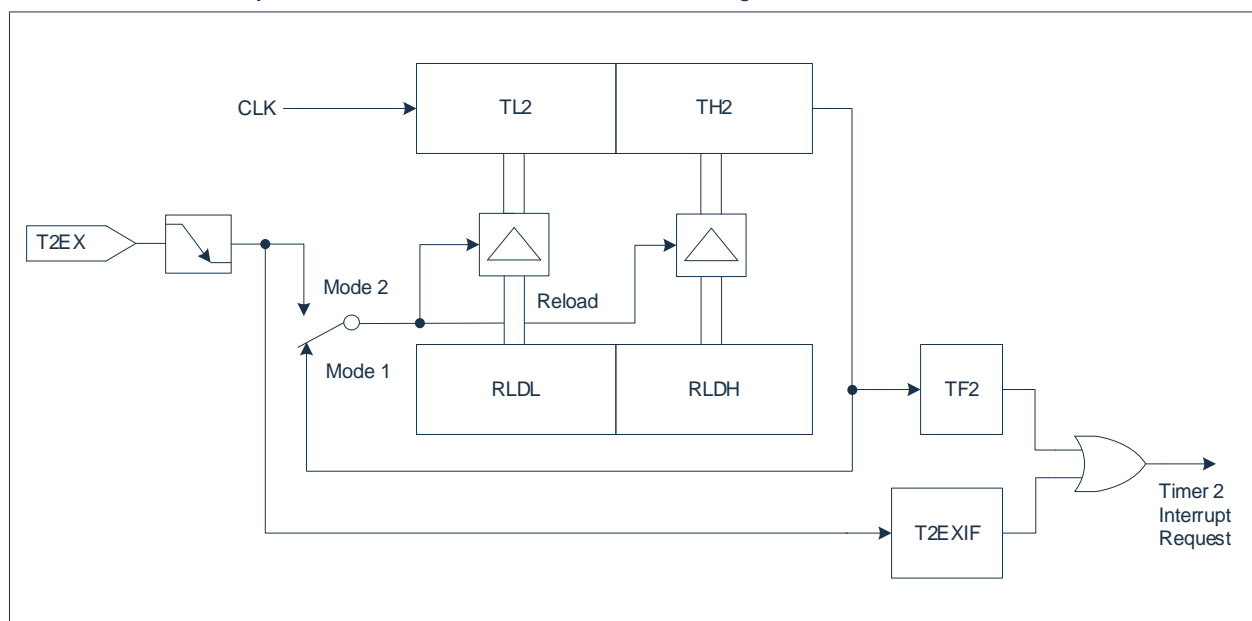 CLK
TL2
TH2
T2EX
Mode 2
Reload
Mode 1
RLDL
RLDH
TF2
T2EXIF
Timer 2
Interrupt
Request